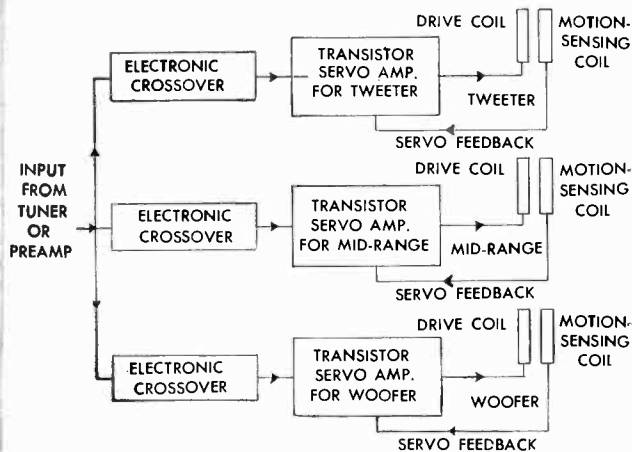 DRIVE COIL
MOTION-
SENSING
COIL
ELECTRONIC
CROSSOVER
TRANSISTOR
SERVO AMP.
FOR TWEETER
TWEETER
SERVO FEEDBACK
INPUT
FROM
TUNER
OR
PREAMP
DRIVE COIL
MOTION-
SENSING
COIL
ELECTRONIC
CROSSOVER
TRANSISTOR
SERVO AMP.
FOR MID-RANGE
MID-RANGE
SERVO FEEDBACK
DRIVE COIL
MOTION-
SENSING
COIL
ELECTRONIC
CROSSOVER
TRANSISTOR
SERVO AMP.
FOR WOOFER
WOOFER
SERVO FEEDBACK